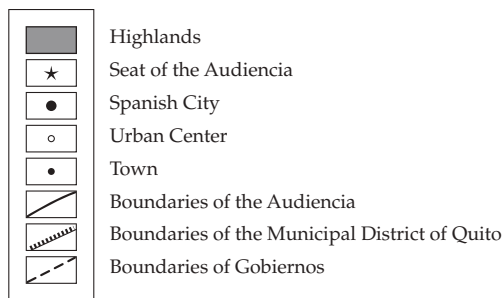 Highlands
Seat of the Audiencia
Spanish City
Urban Center
Town
Boundaries of the Audiencia
Boundaries of the Municipal District of Quito
Boundaries of Gobiernos